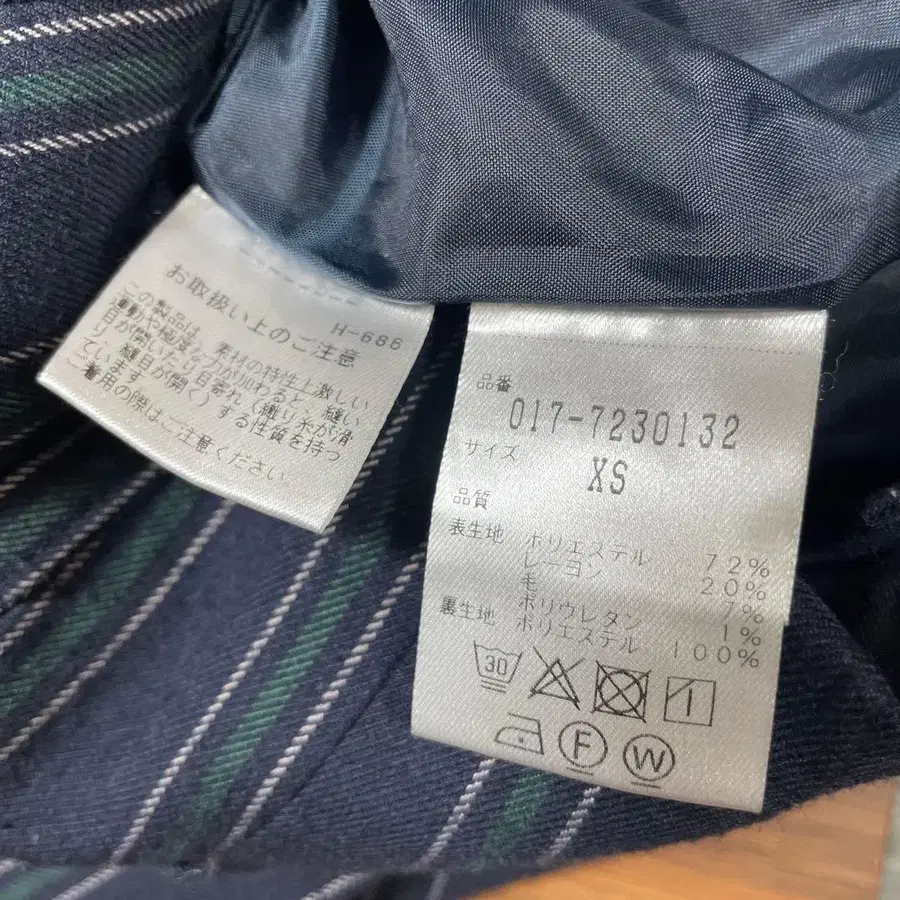 H-686
お取扱い上のご注意
この製品は、素材の特性上激しい
運動や極度な力が加わると、縫い
目が開いたり目寄れ(織り糸が滑
り、縫目が開く)する性質を持っ
ています。
ご着用の際はご注意ください
品番
017-7230132
サイズ
XS
品質
表生地 ポリエステル 72%
レーヨン 20%
毛 7%
ポリウレタン 1%
裏生地 ポリエステル 100%
30
F
W